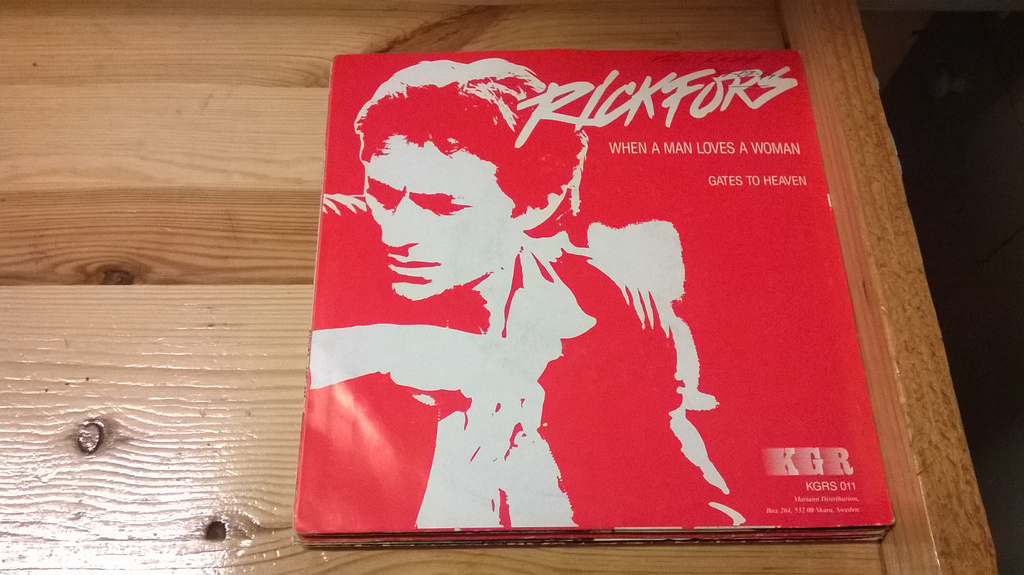 RICKFORS
WHEN A MAN LOVES A WOMAN
GATES TO HEAVEN
KGR
KGRS 011
Mariann Distribution,
Box 264, 532 00 Skara, Sweden